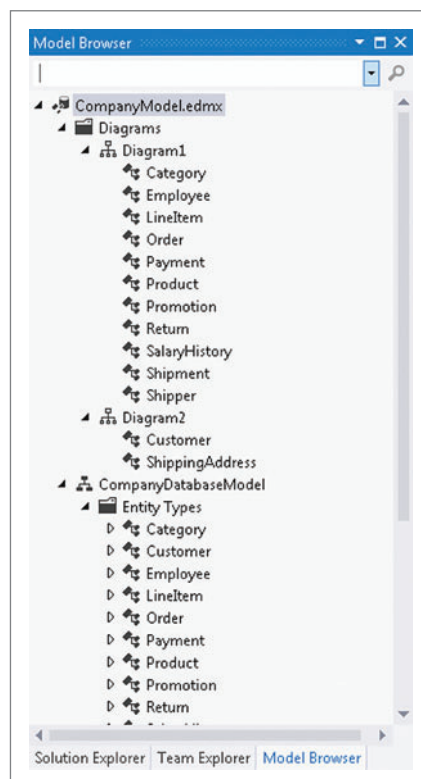 Model Browser
CompanyModel.edmx
Diagrams
Diagram1
Category
Employee
LineItem
Order
Payment
Product
Promotion
Return
SalaryHistory
Shipment
Shipper
Diagram2
Customer
ShippingAddress
CompanyDatabaseModel
Entity Types
Category
Customer
Employee
LineItem
Order
Payment
Product
Promotion
Return
Solution Explorer Team Explorer Model Browser